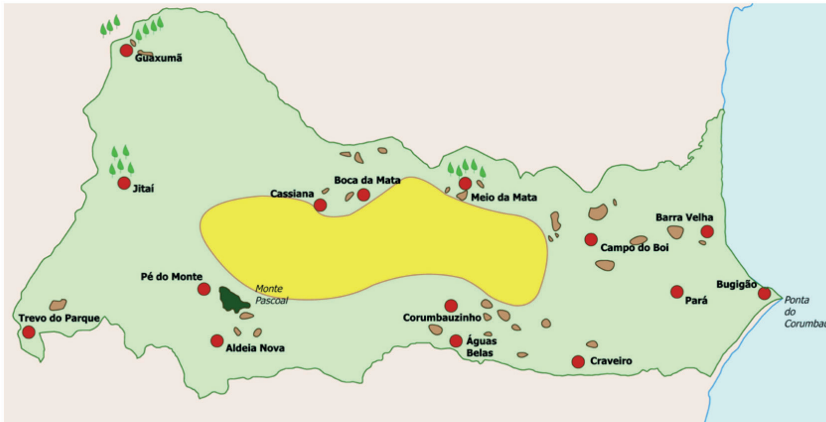 Guaxumã
Jitaí
Cassiana
Boca da Mata
Meio da Mata
Barra Velha
Campo do Boi
Pé do Monte
Monte
Pascoal
Bugigão
Pará
Ponta
do
Corumbau
Trevo do Parque
Corumbauzinho
Aldeia Nova
Águas
Belas
Craveiro